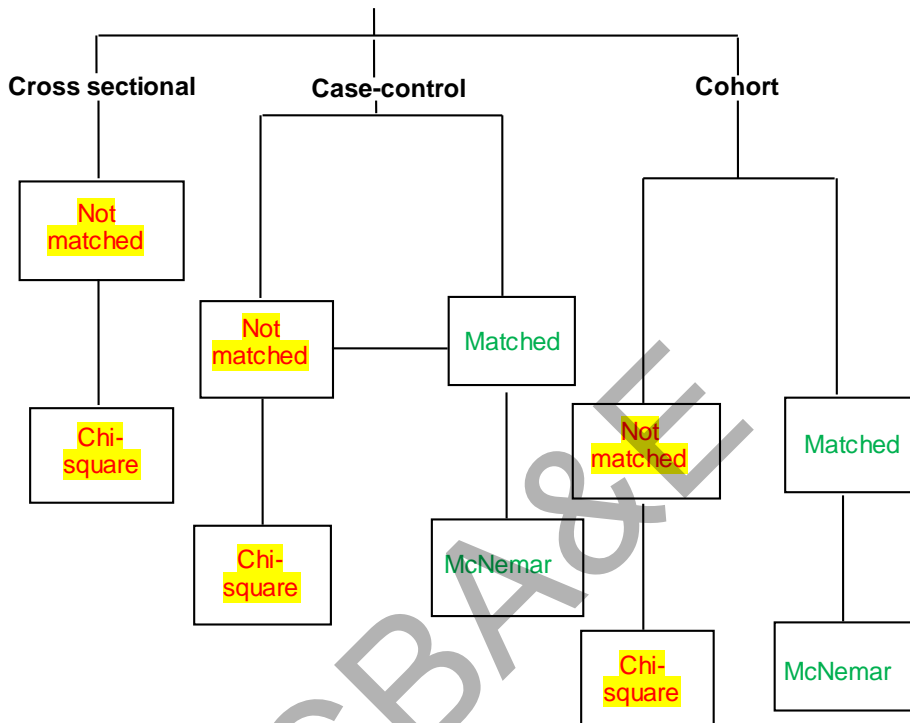 Cross sectional
Case-control
Cohort
Not
matched
Not
matched
Matched
Not
matched
Matched
Chi-
square
Chi-
square
McNemar
Chi-
square
McNemar
GBA&E